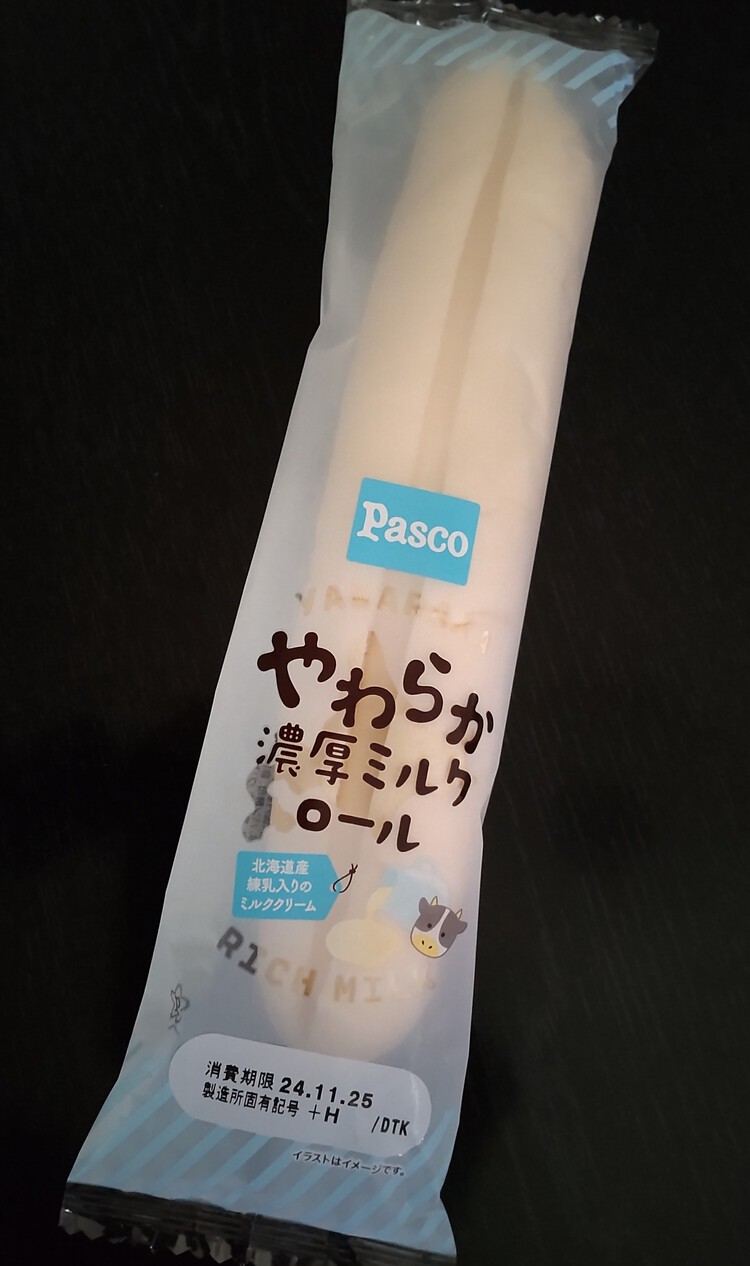 Pasco
やわらか
濃厚ミルク
ロール
北海道産
練乳入りの
ミルククリーム
RICH MI
消費期限 24.11.25
製造所固有記号 +H /DTK
イラストはイメージです。